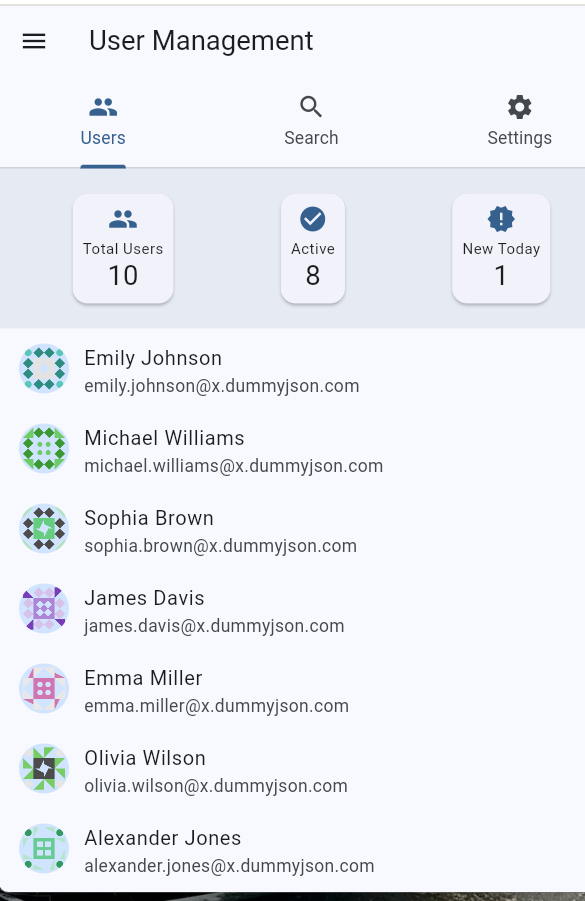 User Management
Users
Search
Settings
Total Users
10
Active
8
New Today
1
Emily Johnson
emily.johnson@x.dummyjson.com
Michael Williams
michael.williams@x.dummyjson.com
Sophia Brown
sophia.brown@x.dummyjson.com
James Davis
james.davis@x.dummyjson.com
Emma Miller
emma.miller@x.dummyjson.com
Olivia Wilson
olivia.wilson@x.dummyjson.com
Alexander Jones
alexander.jones@x.dummyjson.com